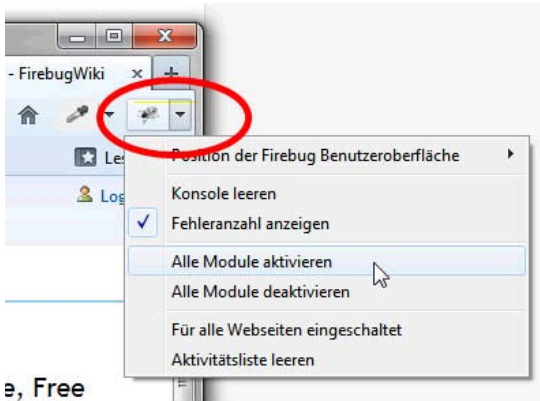 - FirebugWiki
Le
Position der Firebug Benutzeroberfläche
Log
Konsole leeren
Fehleranzahl anzeigen
Alle Module aktivieren
Alle Module deaktivieren
Für alle Webseiten eingeschaltet
Aktivitätsliste leeren
e, Free